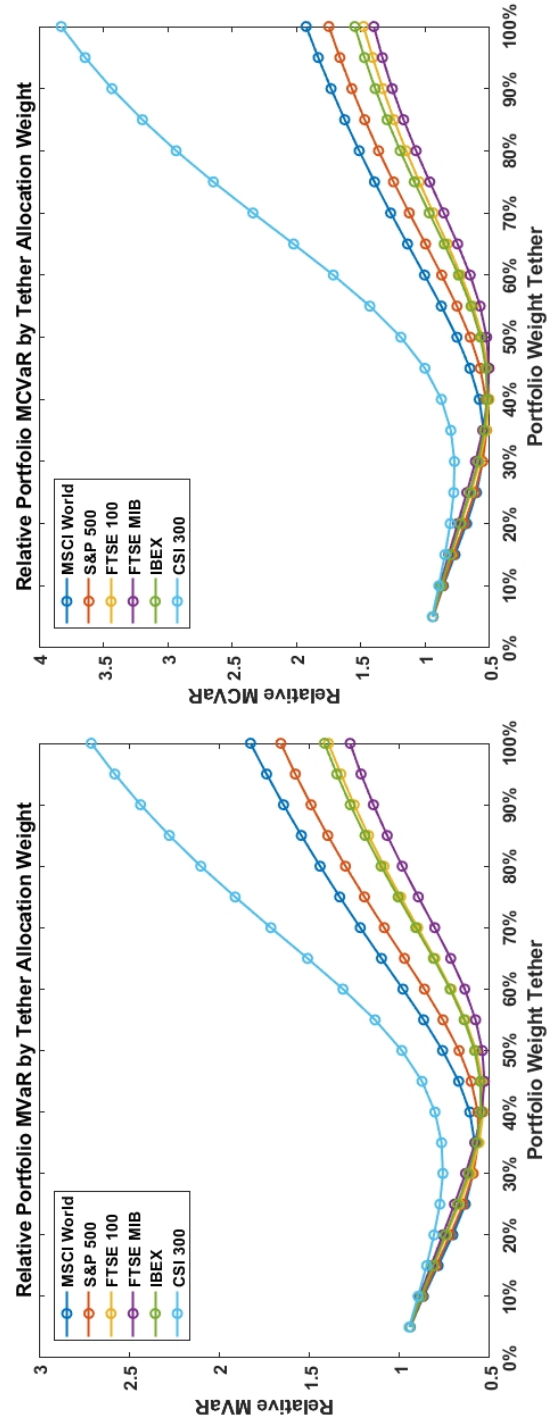 Relative Portfolio MVaR by Tether Allocation Weight
3
2
1.5
1
0.5
Relative MVaR
MSCI World
S&P 500
FTSE 100
FTSE MIB
IBEX
CSI 300
0%
10%
20%
30%
40%
50%
60%
70%
80%
90%
100%
Portfolio Weight Tether
Relative Portfolio MCVaR by Tether Allocation Weight
4
3.5
3
2.5
2
1.5
1
0.5
Relative MCVaR
MSCI World
S&P 500
FTSE 100
FTSE MIB
IBEX
CSI 300
0%
10%
20%
30%
40%
50%
60%
70%
80%
90%
100%
Portfolio Weight Tether